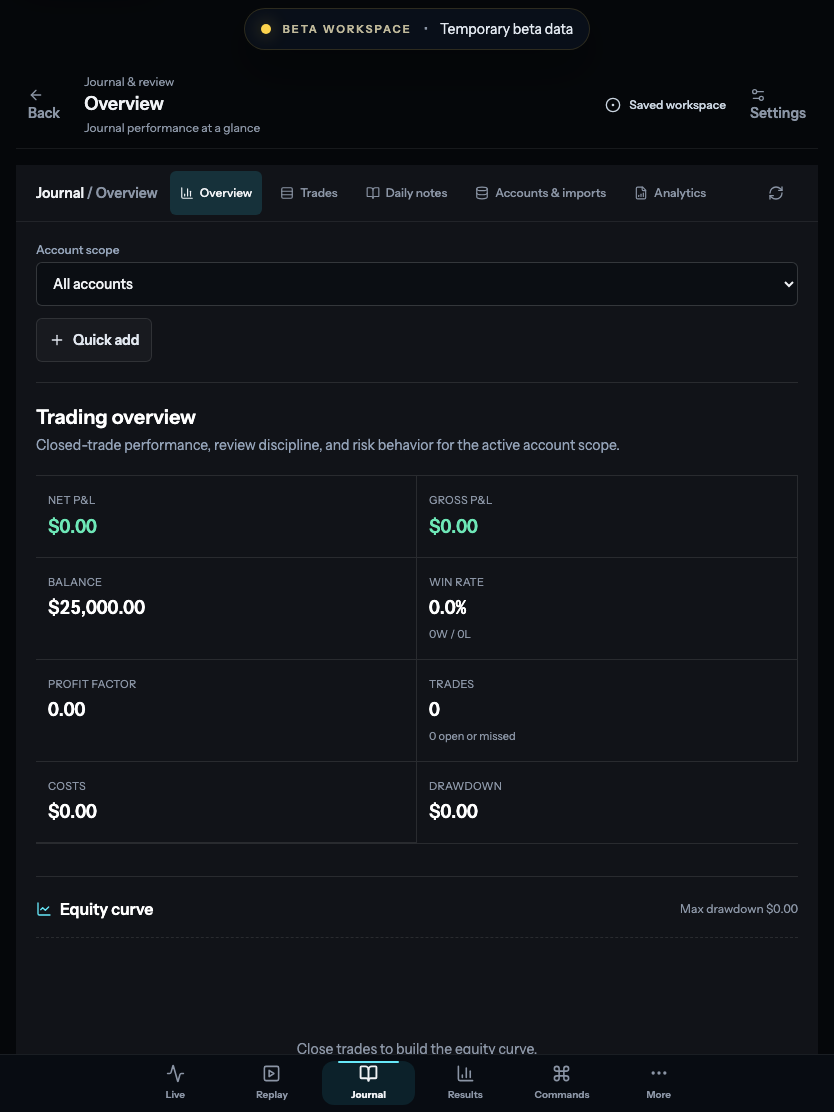 BETA WORKSPACE • Temporary beta data
Back
Journal & review
Overview
Journal performance at a glance
Saved workspace
Settings
Journal / Overview
Overview
Trades
Daily notes
Accounts & imports
Analytics
Account scope
All accounts
+ Quick add
Trading overview
Closed-trade performance, review discipline, and risk behavior for the active account scope.
NET P&L
$0.00
GROSS P&L
$0.00
BALANCE
$25,000.00
WIN RATE
0.0%
0W / 0L
PROFIT FACTOR
0.00
TRADES
0
0 open or missed
COSTS
$0.00
DRAWDOWN
$0.00
Equity curve
Max drawdown $0.00
Close trades to build the equity curve.
Live
Replay
Journal
Results
Commands
More